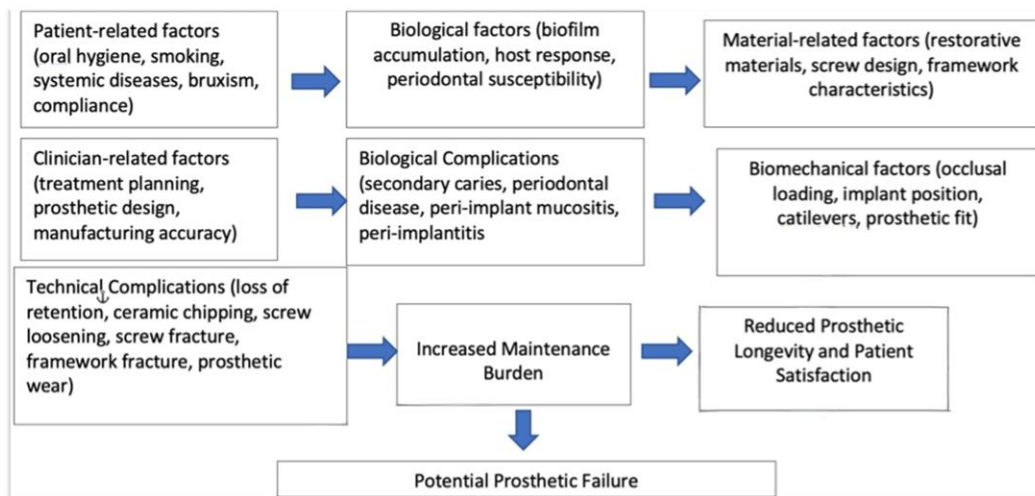 Patient-related factors
(oral hygiene, smoking,
systemic diseases, bruxism,
compliance)
Biological factors (biofilm
accumulation, host response,
periodontal susceptibility)
Material-related factors (restorative
materials, screw design, framework
characteristics)
Clinician-related factors
(treatment planning,
prosthetic design,
manufacturing accuracy)
Biological Complications
(secondary caries, periodontal
disease, peri-implant mucositis,
peri-implantitis
Biomechanical factors (occlusal
loading, implant position,
catilevers, prosthetic fit)
Technical Complications (loss of
retention, ceramic chipping, screw
loosening, screw fracture,
framework fracture, prosthetic
wear)
Increased Maintenance
Burden
Reduced Prosthetic
Longevity and Patient
Satisfaction
Potential Prosthetic Failure